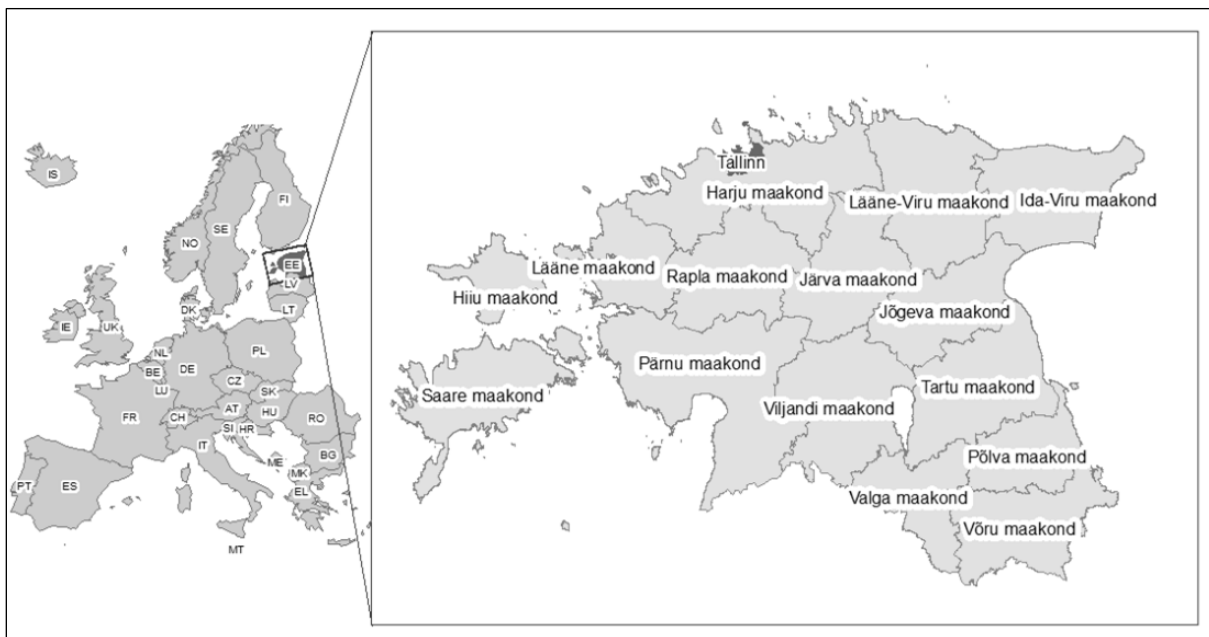 IS
FI
NO
SE
EE
LV
LT
DK
IE
UK
NL
PL
BE
DE
LU
CZ
SK
FR
CH
AT
HU
RO
SI
HR
IT
BG
ME
MK
PT
ES
EL
MT
Tallinn
Harju maakond
Lääne-Viru maakond
Ida-Viru maakond
Lääne maakond
Rapla maakond
Järva maakond
Hiiu maakond
Jõgeva maakond
Pärnu maakond
Saare maakond
Viljandi maakond
Tartu maakond
Põlva maakond
Valga maakond
Võru maakond